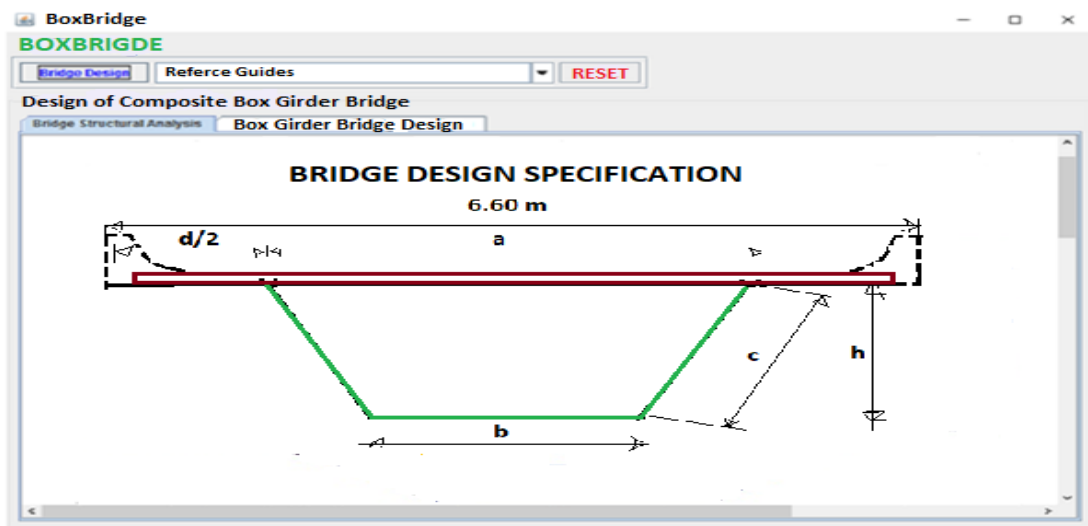 BoxBridge
BOXBRIGDE
Bridge Design Referce Guides RESET
Design of Composite Box Girder Bridge
Bridge Structural Analysis Box Girder Bridge Design
BRIDGE DESIGN SPECIFICATION
6.60 m
d/2 a
c h
b